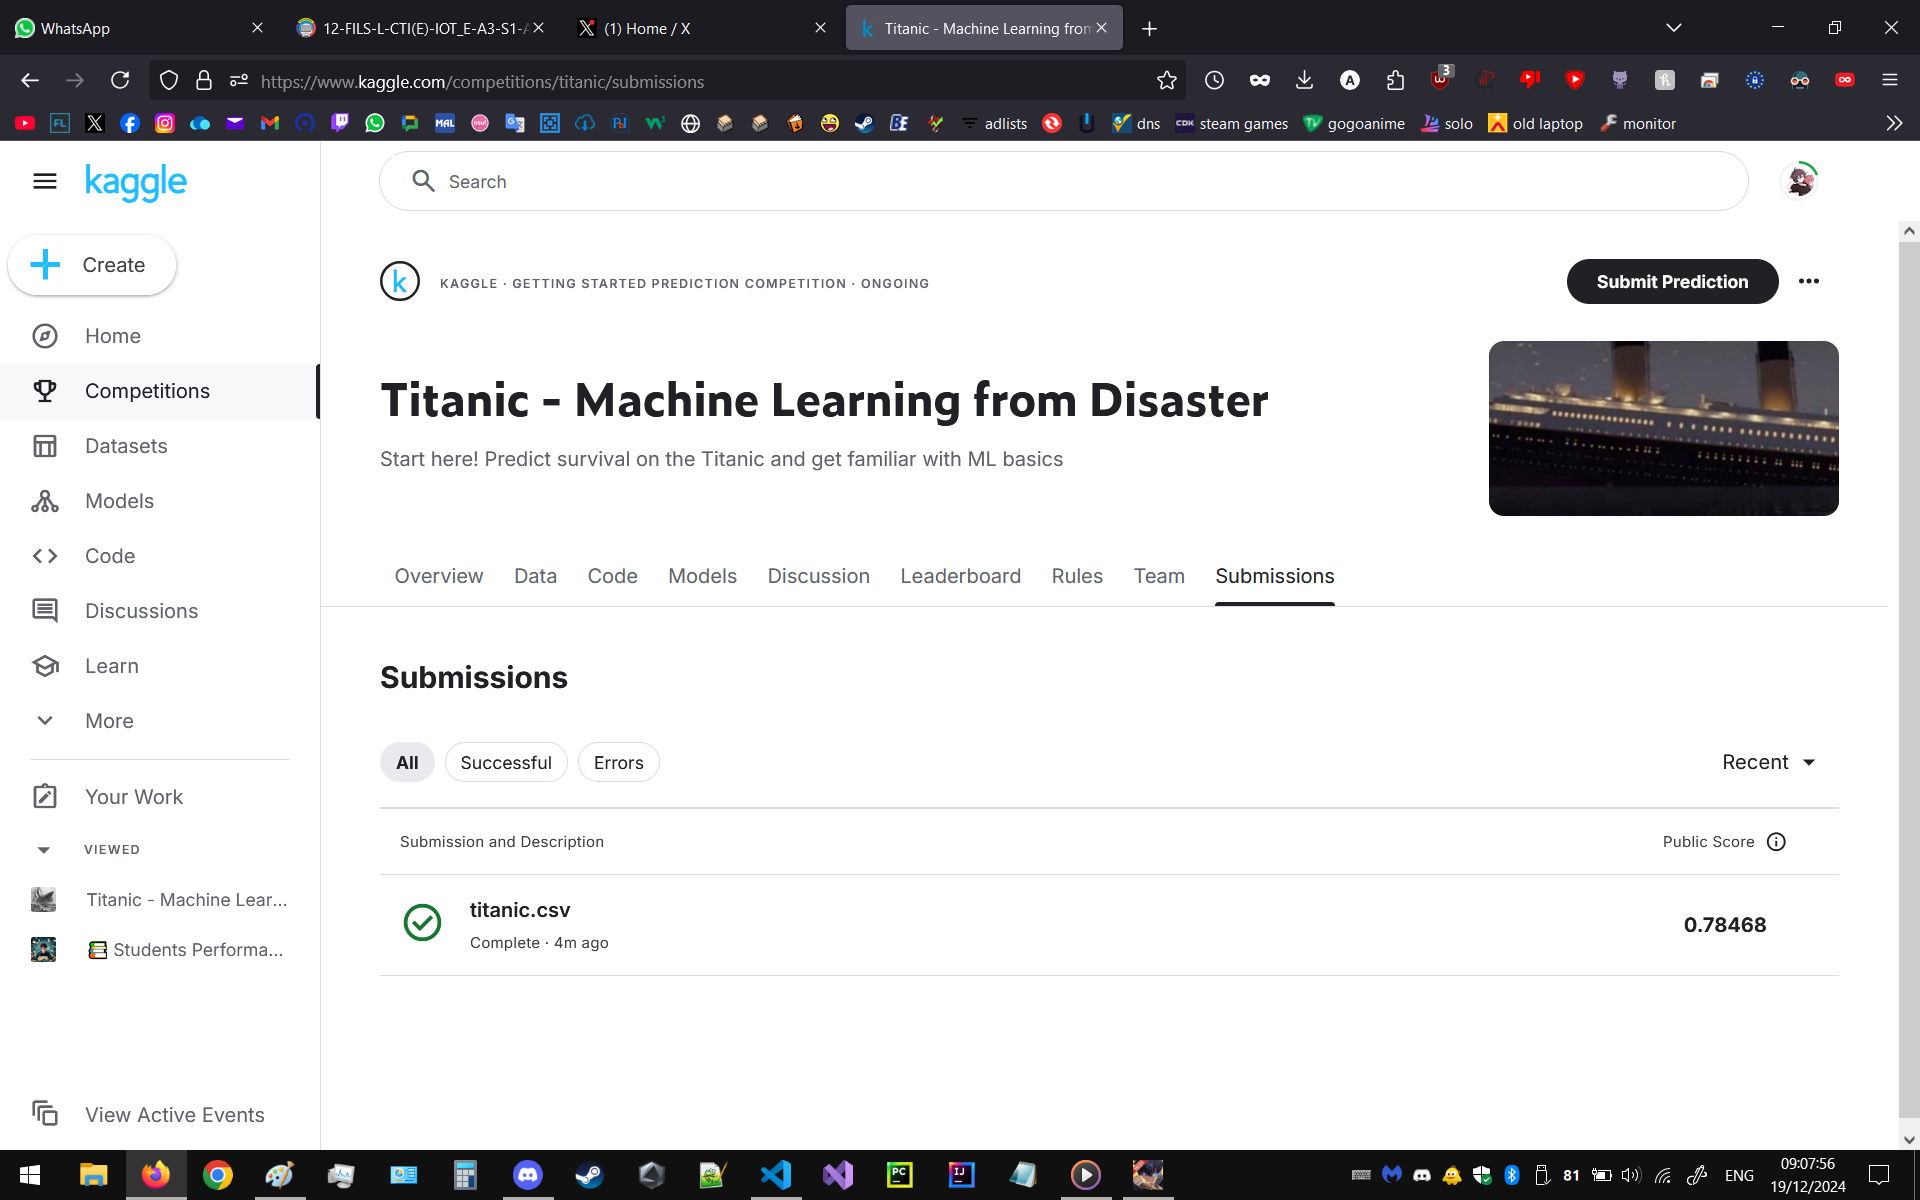 WhatsApp
12-FILS-L-CTI(E)-IOT_E-A3-S1-
(1) Home / X
Titanic - Machine Learning from
https://www.kaggle.com/competitions/titanic/submissions
3
adlists
dns
steam games
gogoanime
solo
old laptop
monitor
kaggle
Search
Create
KAGGLE · GETTING STARTED PREDICTION COMPETITION · ONGOING
Submit Prediction
Home
Competitions
Datasets
Models
Code
Discussions
Learn
More
Your Work
VIEWED
Titanic - Machine Lear...
Students Performa...
View Active Events
Titanic - Machine Learning from Disaster
Start here! Predict survival on the Titanic and get familiar with ML basics
Overview
Data
Code
Models
Discussion
Leaderboard
Rules
Team
Submissions
Submissions
All
Successful
Errors
Recent
Submission and Description
Public Score
titanic.csv
0.78468
Complete · 4m ago
81
ENG
09:07:56
19/12/2024